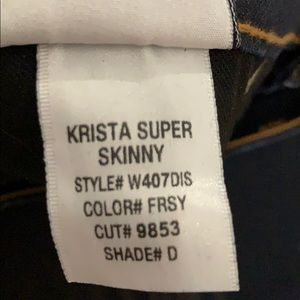 KRISTA SUPER
SKINNY
STYLE# W407DIS
COLOR# FRSY
CUT# 9853
SHADE# D